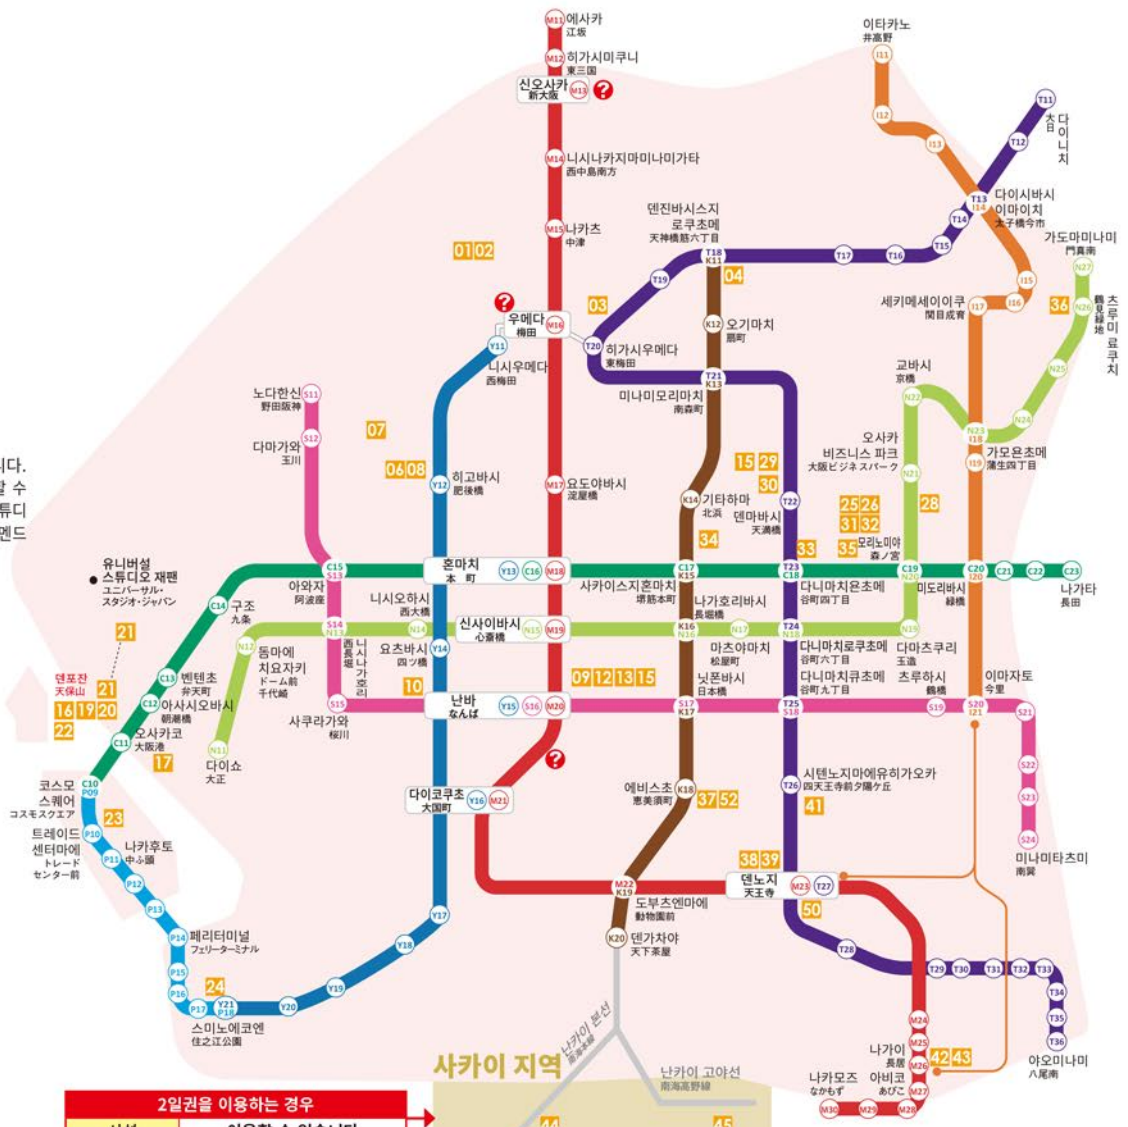 M11 에사카
江坂
M12 히가시미쿠니
東三国
신오사카 M13 ?
新大阪
M14 니시나카지마미나미가타
西中島南方
M15 나카츠
中津
이타카노
井高野
I11
I12
I13
T11
다이니치
大日
T12
T13
I14
다이시바시
이마이치
太子橋今市
T14
T15
T16
T17
덴진바시스지
로쿠초메
天神橋筋六丁目
T18
K11
T19
01 02
03
04
가도마미나미
門真南
N27
I15
I16
I17
세키메세이이쿠
関目成育
36
N26
츠루미료쿠치
鶴見緑地
N25
?
우메다 M16
梅田
Y11
니시우메다
西梅田
T20
히가시우메다
東梅田
K12 오기마치
扇町
T21
K13
미나미모리마치
南森町
교바시
京橋
N22
N24
N23
I18
가모욘초메
蒲生四丁目
I19
노다한신
野田阪神
S11
다마가와
玉川
S12
07
06 08
Y12 히고바시
肥後橋
M17 요도야바시
淀屋橋
K14 기타하마
北浜
15 29
30
T22
덴마바시
天満橋
오사카
비즈니스 파크
大阪ビジネスパーク
N21
25 26
31 32
28
35 모리노미야
森ノ宮
34
33
니다.
할 수
튜디
멘드
유니버설
스튜디오 재팬
ユニバーサル・
スタジオ・ジャパン
C15
S13
아와자
阿波座
혼마치 Y13 C16 M18
本 町
C17
K15
사카이스지혼마치
堺筋本町
T23
C18
다니마치욘초메
谷町四丁目
C19
N20
C20
I20
미도리바시
緑橋
C21
C22
C23
나가타
長田
C14 구조
九条
니시오하시
西大橋
N14
S14
N13
니시나가호리
西長堀
신사이바시 N15 M19
心斎橋
나가호리바시
長堀橋
K16
N16
N17
마츠야마치
松屋町
T24
N18
다니마치로쿠초메
谷町六丁目
N19
다마츠쿠리
玉造
N12
돔마에
치요자키
ドーム前
千代崎
요츠바시
四ツ橋
Y14
21
C13 벤텐초
弁天町
덴포잔
天保山
21
16 19 20
22
C12 아사시오바시
朝潮橋
C11 오사카코
大阪港
17
N11
다이쇼
大正
S15
사쿠라가와
桜川
10
난바 Y15 S16 M20
なんば
09 12 13 15
닛폰바시
日本橋
S17
K17
다니마치큐초메
谷町九丁目
T25
S18
츠루하시
鶴橋
S19
이마자토
今里
S20
I21
S21
S22
S23
S24
미나미타츠미
南巽
?
코스모
스퀘어
コスモスクエア
C10
P09
다이코쿠초 Y16 M21
大国町
에비스초
恵美須町
K18
37 52
T26
시텐노지마에유히가오카
四天王寺前夕陽ケ丘
41
23
트레이드
센터마에
トレード
センター前
P10
P11
나카후토
中ふ頭
P12
P13
P14 페리터미널
フェリーターミナル
P15
P16
24
P17
Y21
P18
스미노에코엔
住之江公園
Y20
Y19
Y18
Y17
M22
K19
도부츠엔마에
動物園前
K20 덴가차야
天下茶屋
38 39
덴노지 M23 T27
天王寺
50
T28
T29
T30
T31
T32
T33
T34
T35
T36
야오미나미
八尾南
M24
M25
나가이
長居
M26
42 43
M27
아비코
あびこ
나카모즈
なかもず
M30
M29
M28
난카이 본선
南海本線
난카이 고야선
南海高野線
사카이 지역
44
45
2일권을 이용하는 경우